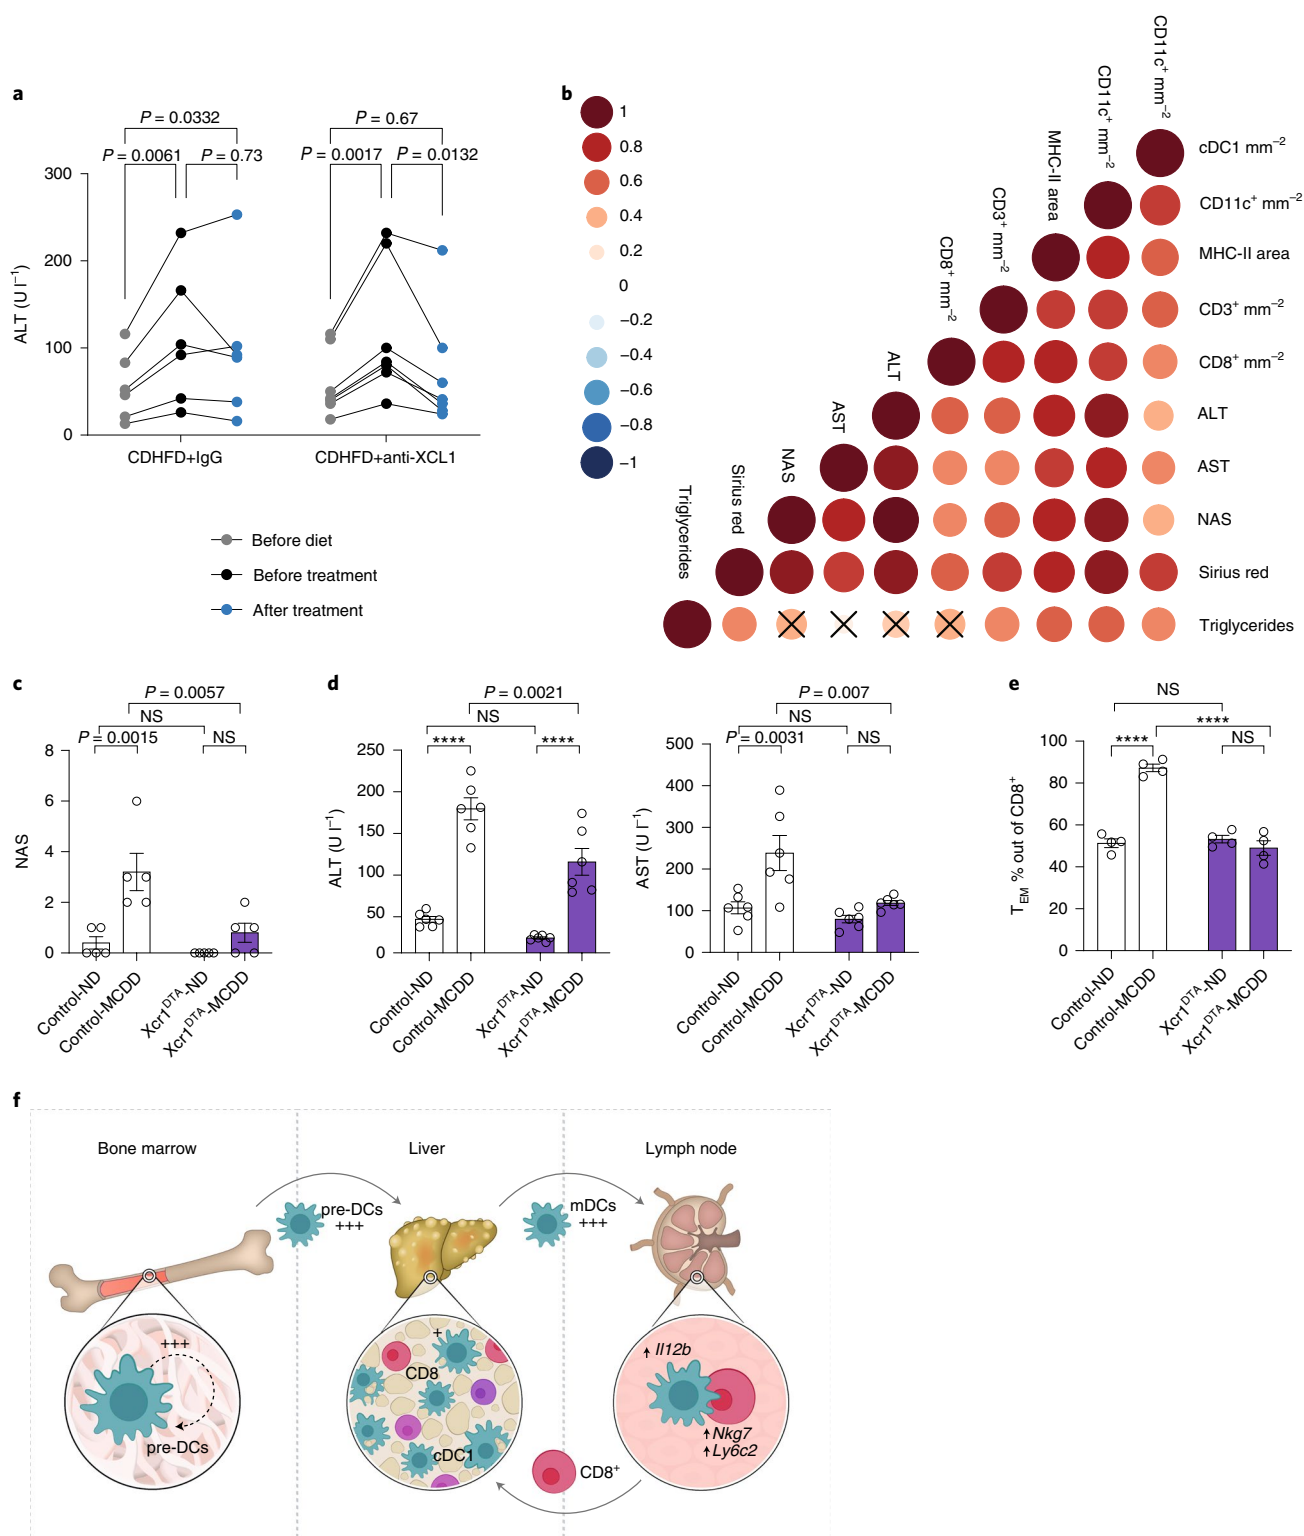 a
P = 0.0332
P = 0.67
P = 0.0061
P = 0.73
P = 0.0017
P = 0.0132
ALT (U l⁻¹)
300
200
100
0
CDHFD+IgG
CDHFD+anti-XCL1
Before diet
Before treatment
After treatment
b
1
0.8
0.6
0.4
0.2
0
−0.2
−0.4
−0.6
−0.8
−1
Triglycerides
Sirius red
NAS
AST
ALT
CD8⁺ mm⁻²
CD3⁺ mm⁻²
MHC-II area
CD11c⁺ mm⁻²
CD11c⁺ mm⁻²
cDC1 mm⁻²
CD11c⁺ mm⁻²
MHC-II area
CD3⁺ mm⁻²
CD8⁺ mm⁻²
ALT
AST
NAS
Sirius red
Triglycerides
c
P = 0.0057
NS
P = 0.0015
NS
NAS
8
6
4
2
0
Control-ND
Control-MCDD
Xcr1ᴰᵀᴬ-ND
Xcr1ᴰᵀᴬ-MCDD
d
P = 0.0021
NS
****
****
ALT (U l⁻¹)
250
200
150
100
50
0
Control-ND
Control-MCDD
Xcr1ᴰᵀᴬ-ND
Xcr1ᴰᵀᴬ-MCDD
P = 0.007
NS
P = 0.0031
NS
AST (U l⁻¹)
500
400
300
200
100
0
Control-ND
Control-MCDD
Xcr1ᴰᵀᴬ-ND
Xcr1ᴰᵀᴬ-MCDD
e
NS
****
****
NS
T_EM % out of CD8⁺
100
80
60
40
20
0
Control-ND
Control-MCDD
Xcr1ᴰᵀᴬ-ND
Xcr1ᴰᵀᴬ-MCDD
f
Bone marrow
Liver
Lymph node
pre-DCs
+++
mDCs
+++
+++
pre-DCs
+
CD8
cDC1
Il12b
Nkg7
Ly6c2
CD8⁺